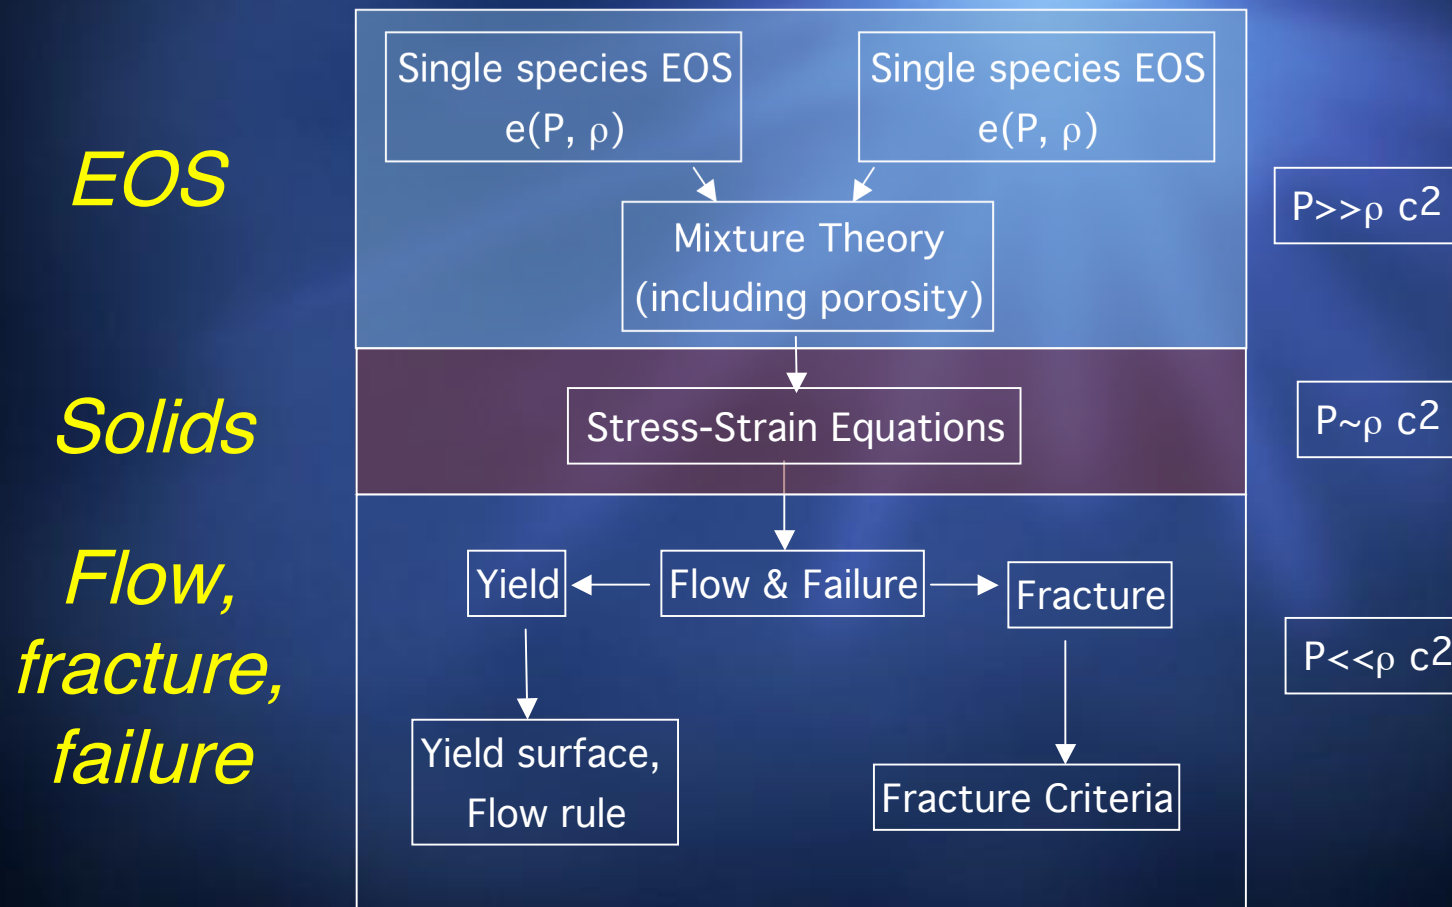 Single species EOS
e(P, ρ)
Single species EOS
e(P, ρ)
EOS
P>>ρ c2
Mixture Theory
(including porosity)
Solids
Stress-Strain Equations
P~ρ c2
Flow,
fracture,
failure
Yield
Flow & Failure
Fracture
P<<ρ c2
Yield surface,
Flow rule
Fracture Criteria